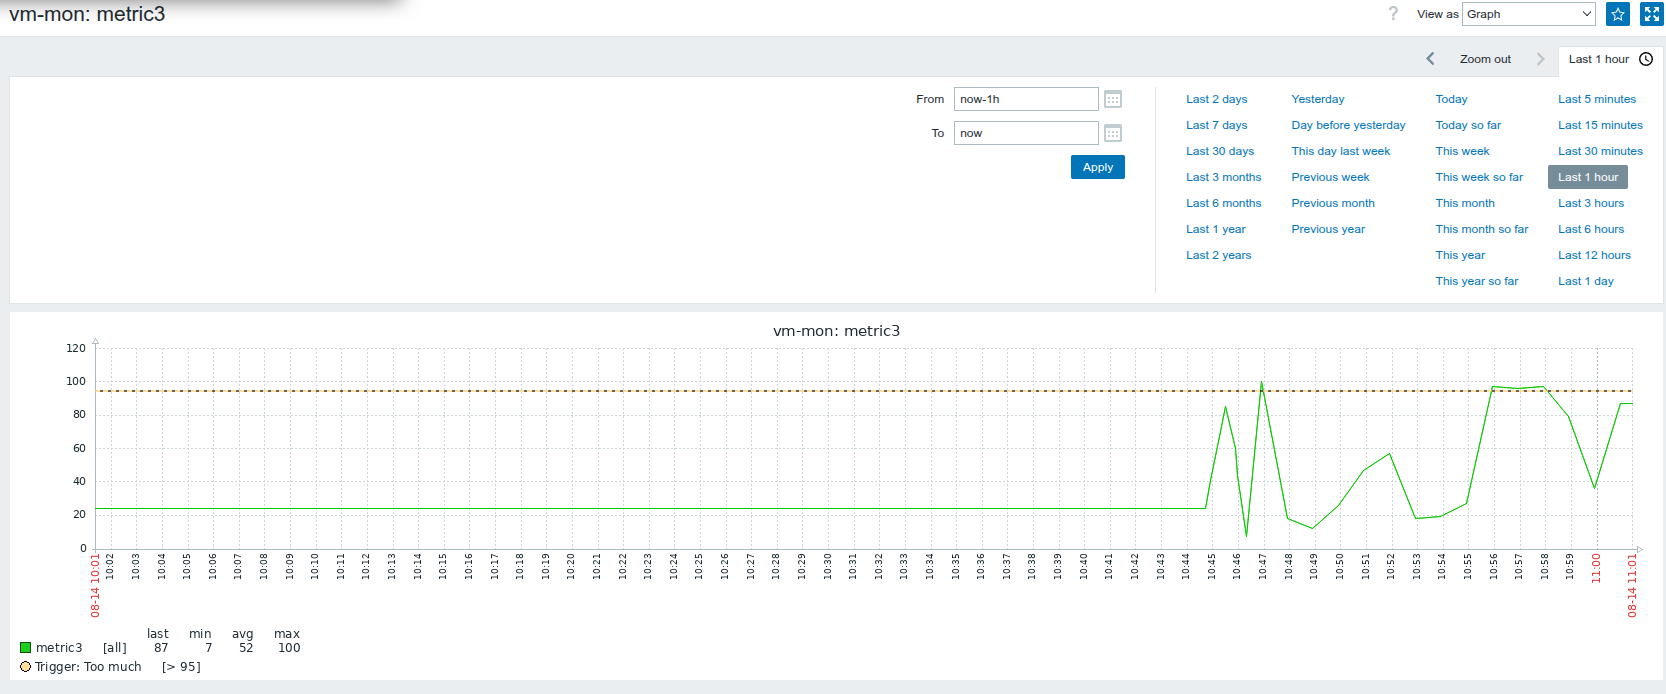 vm-mon: metric3
? View as Graph
Zoom out Last 1 hour
From now-1h
To now
Apply
Last 2 days Yesterday Today Last 5 minutes
Last 7 days Day before yesterday Today so far Last 15 minutes
Last 30 days This day last week This week Last 30 minutes
Last 3 months Previous week This week so far Last 1 hour
Last 6 months Previous month This month Last 3 hours
Last 1 year Previous year This month so far Last 6 hours
Last 2 years This year Last 12 hours
This year so far Last 1 day
vm-mon: metric3
120
100
80
60
40
20
0
08-14 10:01 10:02 10:03 10:04 10:05 10:06 10:07 10:08 10:09 10:10 10:11 10:12 10:13 10:14 10:15 10:16 10:17 10:18 10:19 10:20 10:21 10:22 10:23 10:24 10:25 10:26 10:27 10:28 10:29 10:30 10:31 10:32 10:33 10:34 10:35 10:36 10:37 10:38 10:39 10:40 10:41 10:42 10:43 10:44 10:45 10:46 10:47 10:48 10:49 10:50 10:51 10:52 10:53 10:54 10:55 10:56 10:57 10:58 10:59 11:00 08-14 11:01
last min avg max
metric3 [all] 87 7 52 100
Trigger: Too much [> 95]